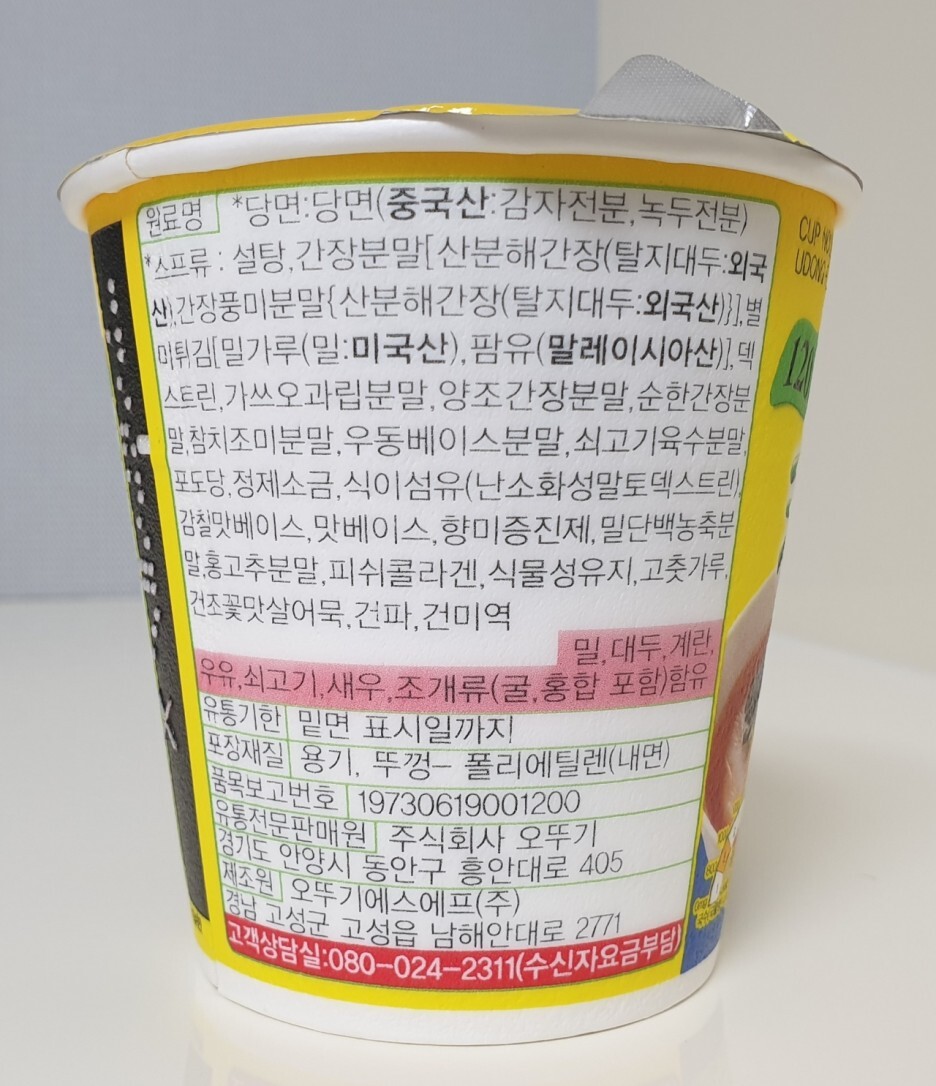 원료명 *당면:당면(중국산:감자전분,녹두전분)
*스프류 : 설탕,간장분말[산분해간장(탈지대두:외국
산),간장풍미분말{산분해간장(탈지대두:외국산)}],별
미튀김[밀가루(밀:미국산),팜유(말레이시아산)],덱
스트린,가쓰오과립분말,양조간장분말,순한간장분
말,참치조미분말,우동베이스분말,쇠고기육수분말,
포도당,정제소금,식이섬유(난소화성말토덱스트린),
감칠맛베이스,맛베이스,향미증진제,밀단백농축분
말,홍고추분말,피쉬콜라겐,식물성유지,고춧가루,
건조꽃맛살어묵,건파,건미역
밀,대두,계란,
우유,쇠고기,새우,조개류(굴,홍합 포함)함유
유통기한 밑면 표시일까지
포장재질 용기, 뚜껑– 폴리에틸렌(내면)
품목보고번호 19730619001200
유통전문판매원 주식회사 오뚜기
경기도 안양시 동안구 흥안대로 405
제조원 오뚜기에스에프(주)
경남 고성군 고성읍 남해안대로 2771
고객상담실:080–024–2311(수신자요금부담)
CUP
UDONG
120